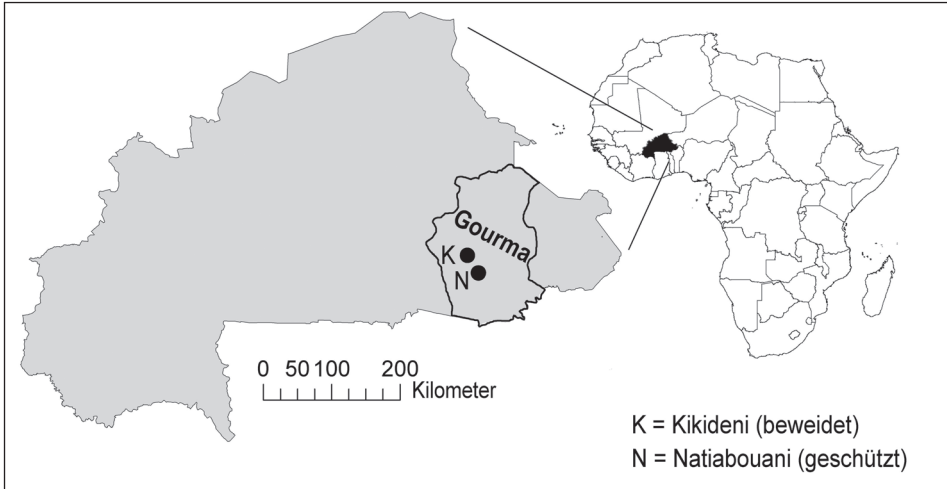 Gourma
K
N
0 50 100 200
Kilometer
K = Kikideni (beweidet)
N = Natiabouani (geschützt)